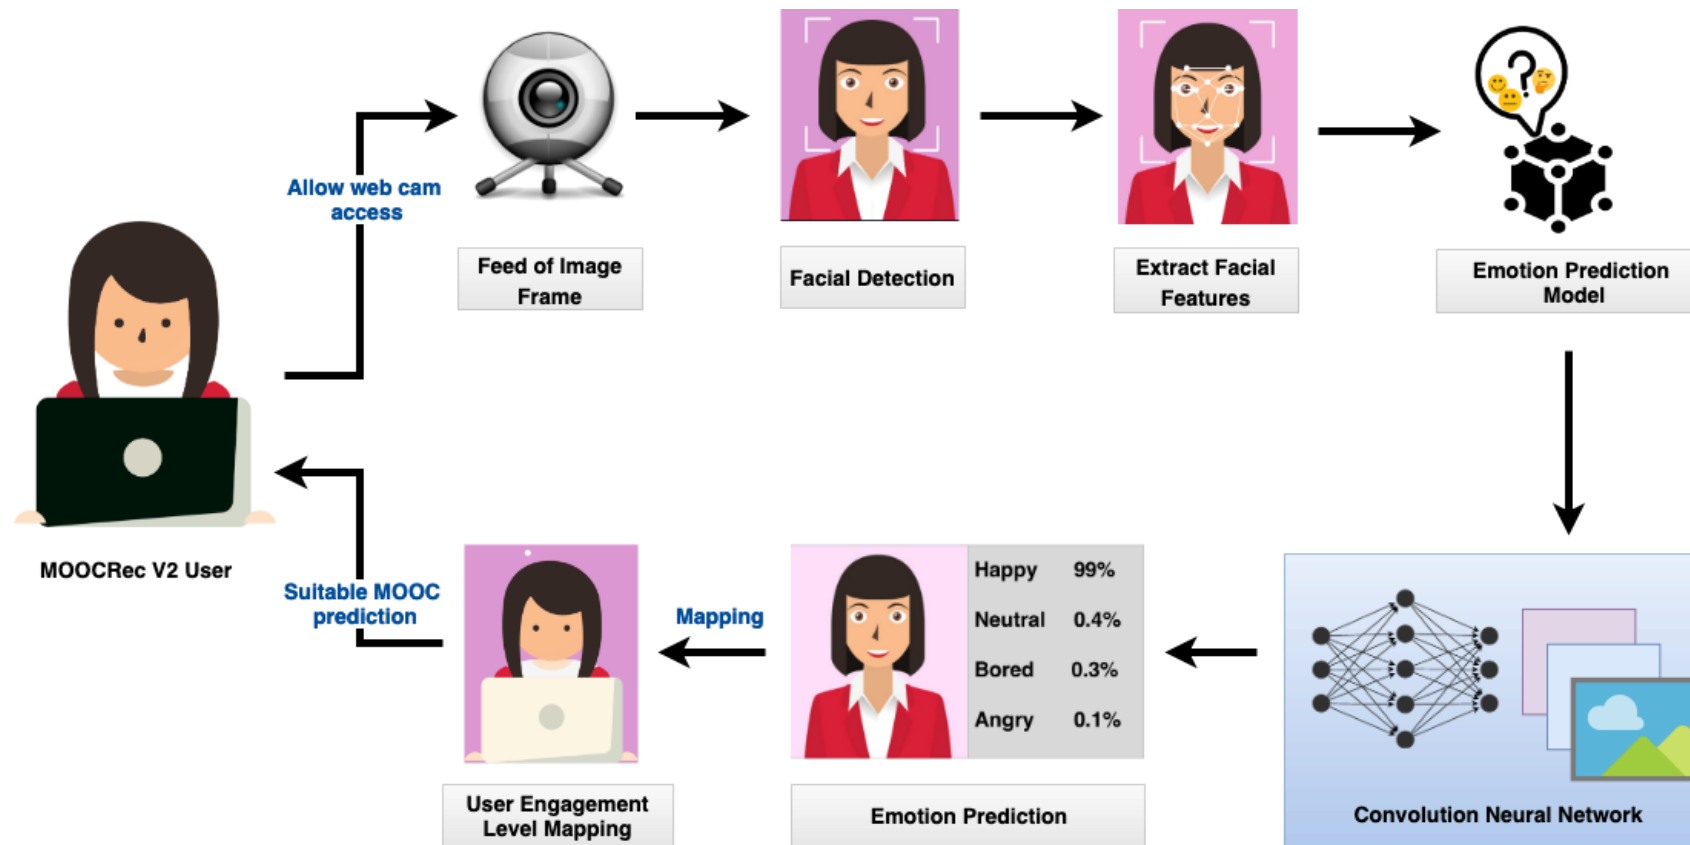 Allow web cam
access
Feed of Image
Frame
Facial Detection
Extract Facial
Features
Emotion Prediction
Model
MOOCRec V2 User
Suitable MOOC
prediction
Mapping
Happy 99%
Neutral 0.4%
Bored 0.3%
Angry 0.1%
User Engagement
Level Mapping
Emotion Prediction
Convolution Neural Network